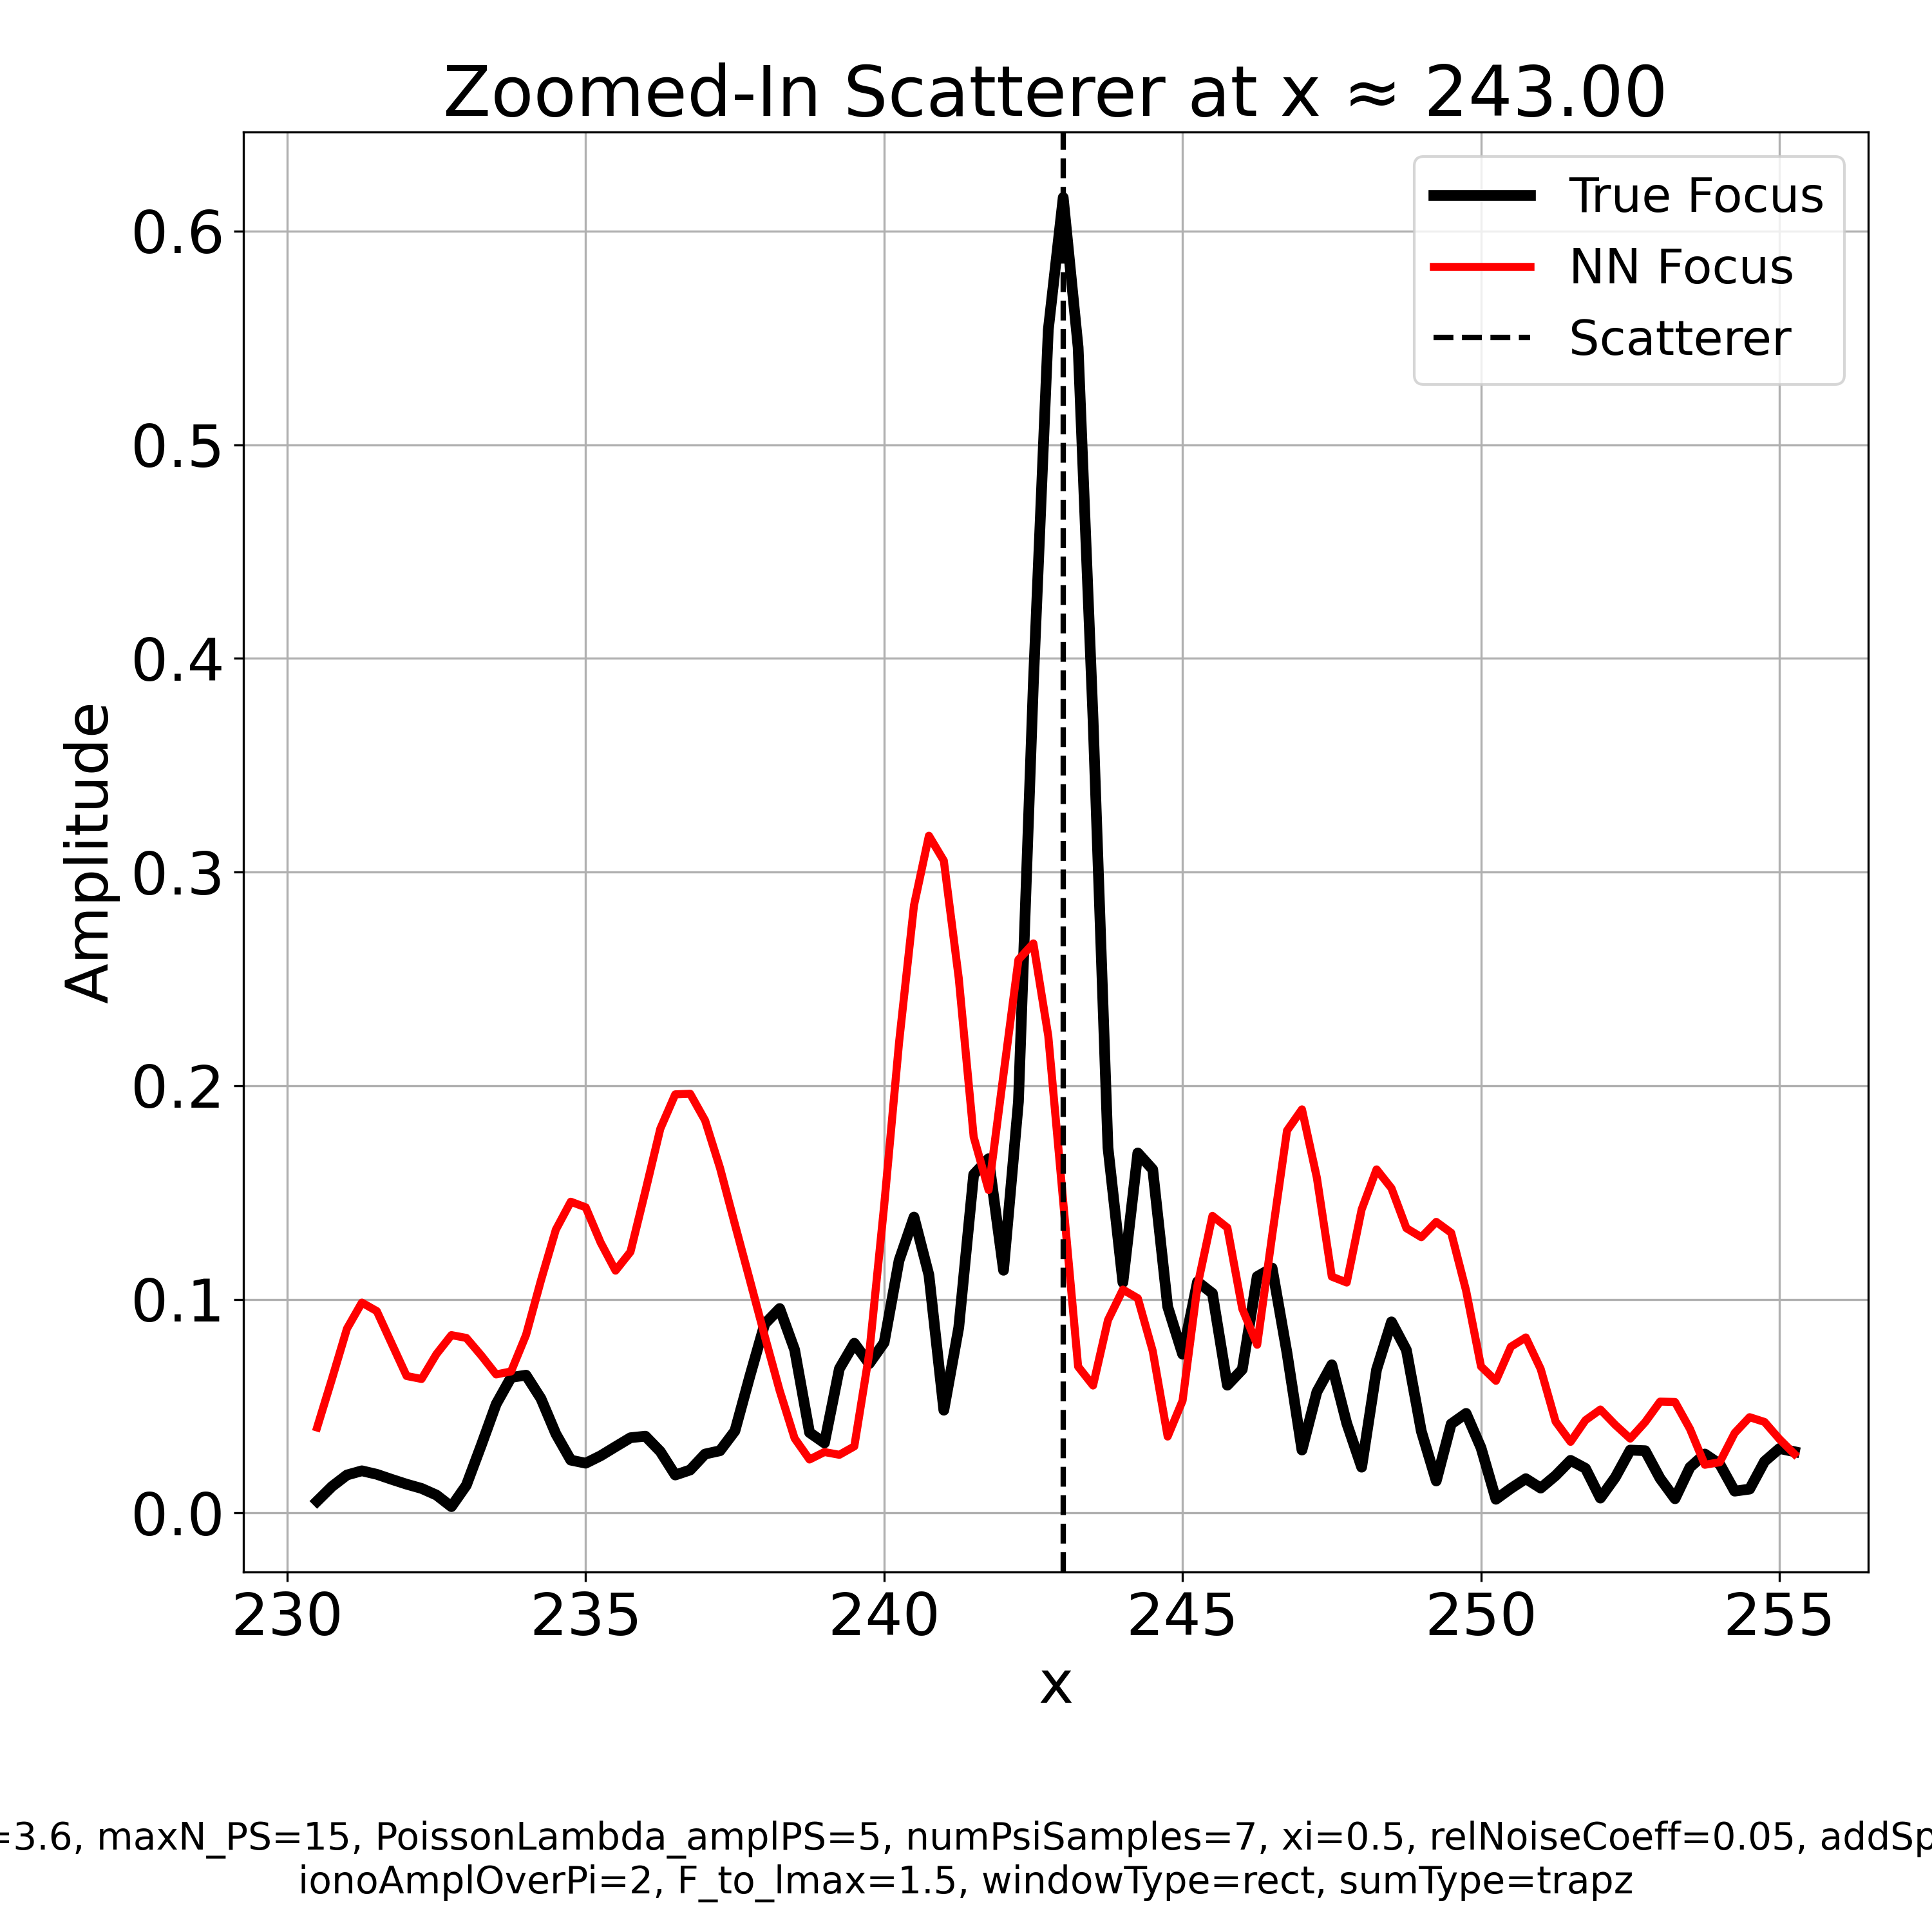 Zoomed-In Scatterer at x ≈ 243.00
True Focus
NN Focus
Scatterer
Amplitude
0.6
0.5
0.4
0.3
0.2
0.1
0.0
230 235 240 245 250 255
x
=3.6, maxN_PS=15, PoissonLambda_amplPS=5, numPsiSamples=7, xi=0.5, relNoiseCoeff=0.05, addSp
ionoAmplOverPi=2, F_to_lmax=1.5, windowType=rect, sumType=trapz